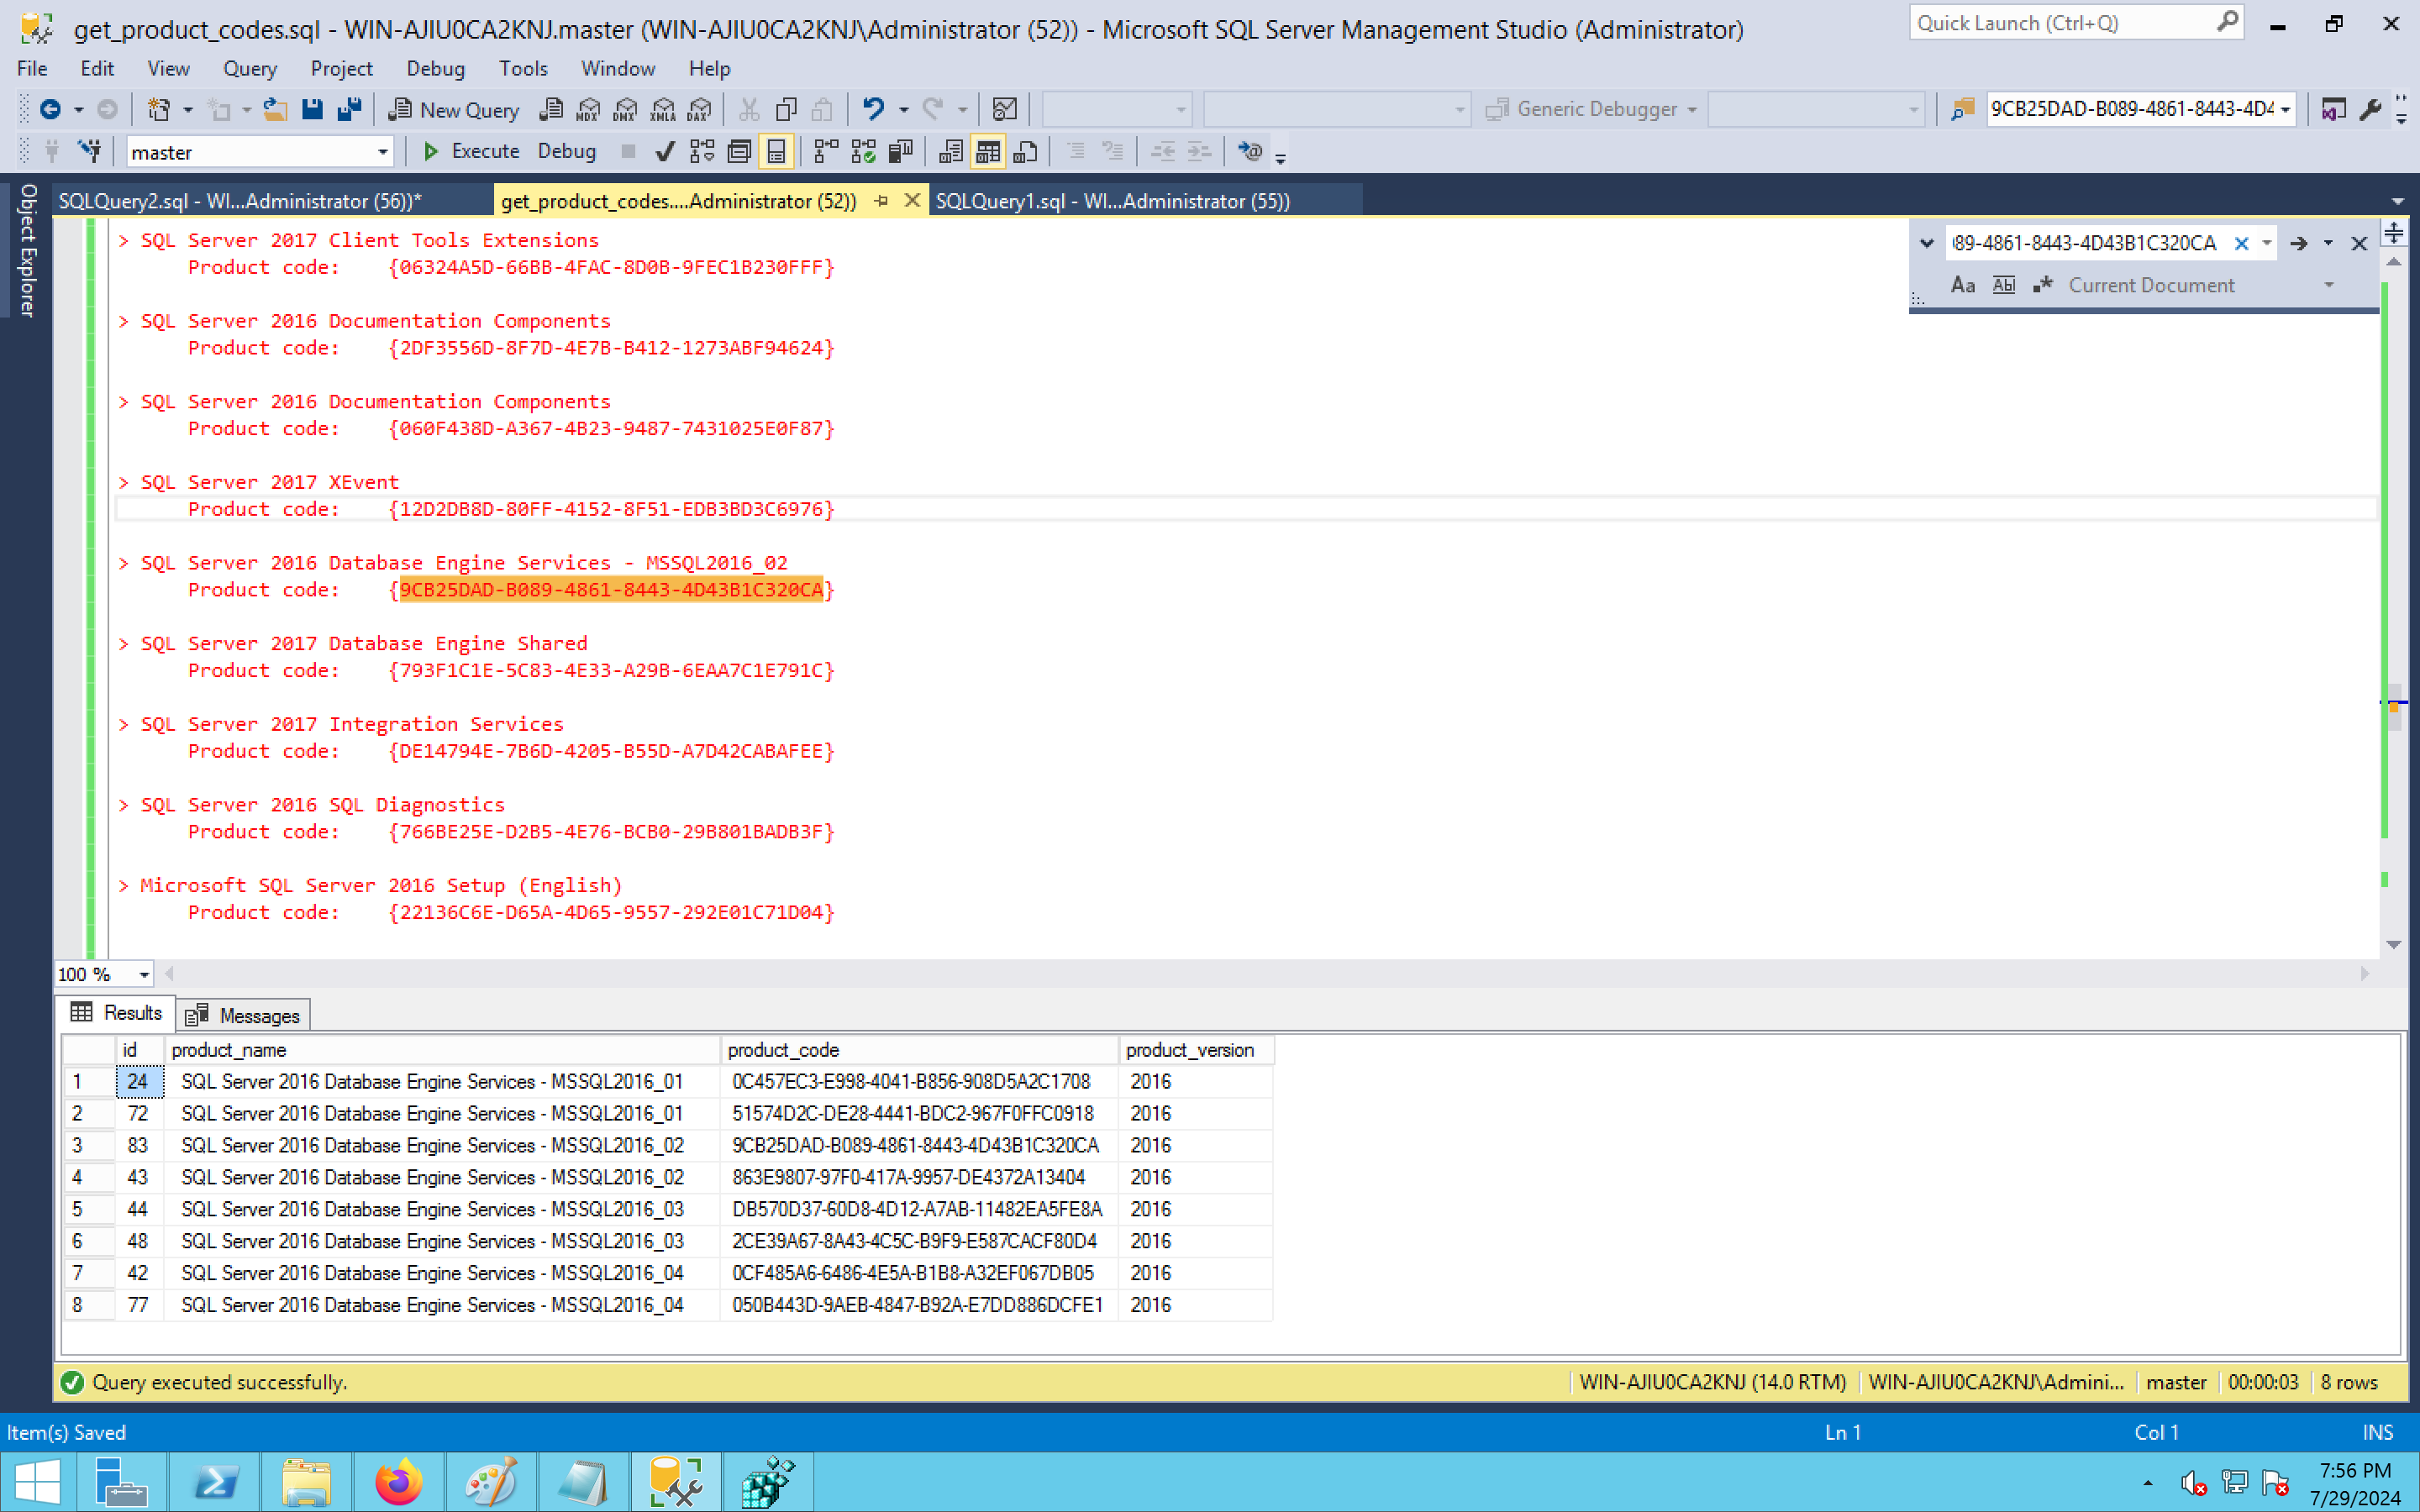 get_product_codes.sql - WIN-AJIU0CA2KNJ.master (WIN-AJIU0CA2KNJ\Administrator (52)) - Microsoft SQL Server Management Studio (Administrator)
Quick Launch (Ctrl+Q)
File Edit View Query Project Debug Tools Window Help
New Query MDX DMX XMLA DAX Generic Debugger 9CB25DAD-B089-4861-8443-4D4
master Execute Debug
Object Explorer
SQLQuery2.sql - WI...Administrator (56))* get_product_codes....Administrator (52)) SQLQuery1.sql - WI...Administrator (55))
89-4861-8443-4D43B1C320CA
Aa Abl .* Current Document
> SQL Server 2017 Client Tools Extensions
Product code: {06324A5D-66BB-4FAC-8D0B-9FEC1B230FFF}
> SQL Server 2016 Documentation Components
Product code: {2DF3556D-8F7D-4E7B-B412-1273ABF94624}
> SQL Server 2016 Documentation Components
Product code: {060F438D-A367-4B23-9487-7431025E0F87}
> SQL Server 2017 XEvent
Product code: {12D2DB8D-80FF-4152-8F51-EDB3BD3C6976}
> SQL Server 2016 Database Engine Services - MSSQL2016_02
Product code: {9CB25DAD-B089-4861-8443-4D43B1C320CA}
> SQL Server 2017 Database Engine Shared
Product code: {793F1C1E-5C83-4E33-A29B-6EAA7C1E791C}
> SQL Server 2017 Integration Services
Product code: {DE14794E-7B6D-4205-B55D-A7D42CABAFEE}
> SQL Server 2016 SQL Diagnostics
Product code: {766BE25E-D2B5-4E76-BCB0-29B801BADB3F}
> Microsoft SQL Server 2016 Setup (English)
Product code: {22136C6E-D65A-4D65-9557-292E01C71D04}
100 %
Results Messages
id product_name product_code product_version
1 24 SQL Server 2016 Database Engine Services - MSSQL2016_01 0C457EC3-E998-4041-B856-908D5A2C1708 2016
2 72 SQL Server 2016 Database Engine Services - MSSQL2016_01 51574D2C-DE28-4441-BDC2-967F0FFC0918 2016
3 83 SQL Server 2016 Database Engine Services - MSSQL2016_02 9CB25DAD-B089-4861-8443-4D43B1C320CA 2016
4 43 SQL Server 2016 Database Engine Services - MSSQL2016_02 863E9807-97F0-417A-9957-DE4372A13404 2016
5 44 SQL Server 2016 Database Engine Services - MSSQL2016_03 DB570D37-60D8-4D12-A7AB-11482EA5FE8A 2016
6 48 SQL Server 2016 Database Engine Services - MSSQL2016_03 2CE39A67-8A43-4C5C-B9F9-E587CACF80D4 2016
7 42 SQL Server 2016 Database Engine Services - MSSQL2016_04 0CF485A6-6486-4E5A-B1B8-A32EF067DB05 2016
8 77 SQL Server 2016 Database Engine Services - MSSQL2016_04 050B443D-9AEB-4847-B92A-E7DD886DCFE1 2016
Query executed successfully. WIN-AJIU0CA2KNJ (14.0 RTM) WIN-AJIU0CA2KNJ\Admini... master 00:00:03 8 rows
Item(s) Saved Ln 1 Col 1 INS
7:56 PM
7/29/2024